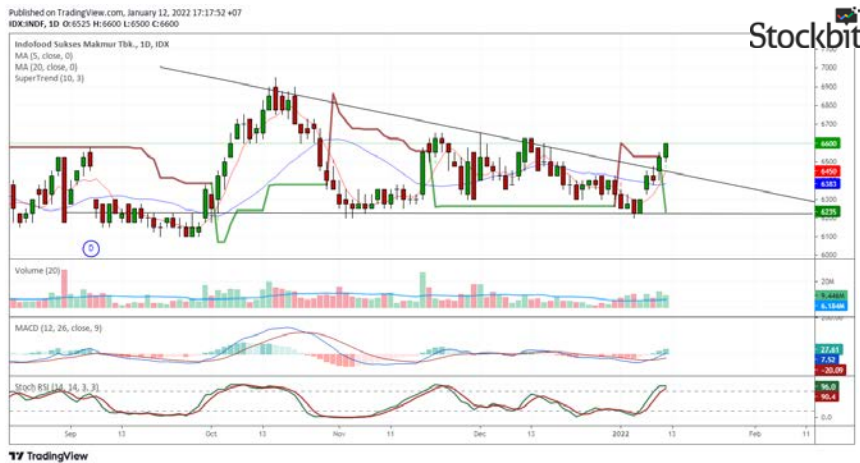 Published on TradingView.com, January 12, 2022 17:17:52 +07
IDX:INDF, 1D O:6525 H:6600 L:6500 C:6600
Stockbit
Indofood Sukses Makmur Tbk., 1D, IDX
MA (5, close, 0)
MA (20, close, 0)
SuperTrend (10, 3)
7000
6900
6800
6700
6600
6500
6450
6383
6300
6235
6100
6000
D
Volume (20)
20M
9.446M
6.184M
MACD (12, 26, close, 9)
27.61
7.52
-20.09
Stoch RSI (14, 14, 3, 3)
96.0
90.4
0.0
Sep 13 Oct 13 Nov 15 Dec 13 2022 13 Feb 11
TradingView